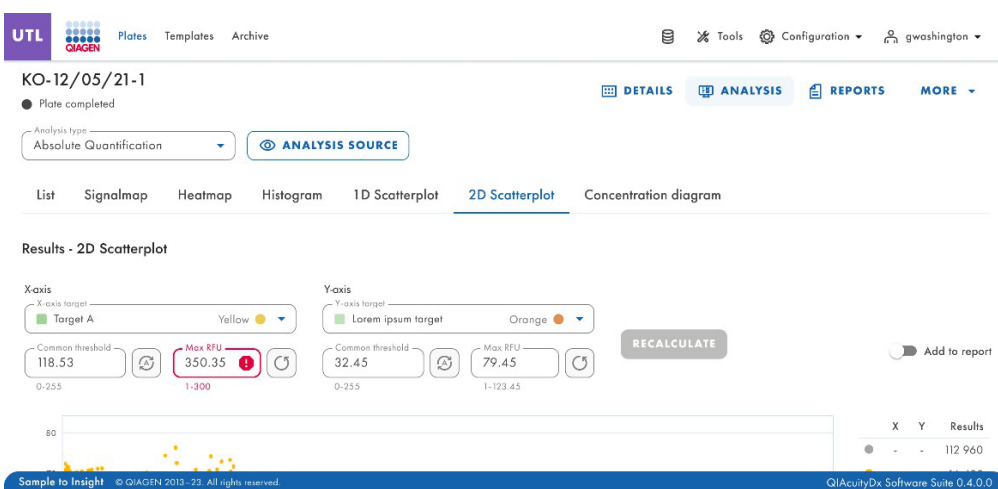 UTL
QIAGEN
Plates Templates Archive
Tools Configuration gwashington
KO-12/05/21-1
Plate completed
DETAILS ANALYSIS REPORTS MORE
Analysis type
Absolute Quantification
ANALYSIS SOURCE
List Signalmap Heatmap Histogram 1D Scatterplot 2D Scatterplot Concentration diagram
Results - 2D Scatterplot
X-axis Y-axis
X-axis target Y-axis target
Target A Yellow Lorem ipsum target Orange
RECALCULATE
Common threshold Max RFU Common threshold Max RFU
118.53 A 350.35 ! 32.45 A 79.45
Add to report
0-255 1-300 0-255 1-123.45
X Y Results
80
- - 112 960
Sample to Insight © QIAGEN 2013–23. All rights reserved. QIAcuityDx Software Suite 0.4.0.0